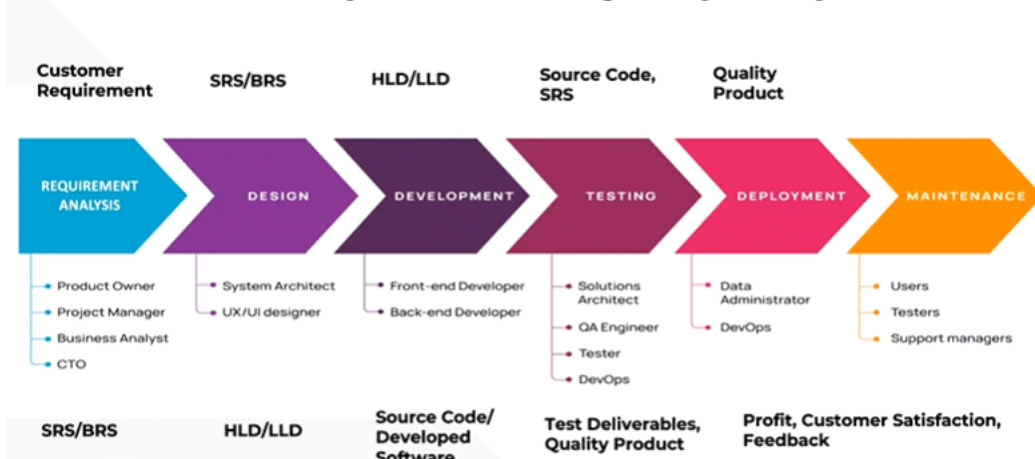 Customer
Requirement
SRS/BRS
HLD/LLD
Source Code,
SRS
Quality
Product
REQUIREMENT
ANALYSIS
DESIGN
DEVELOPMENT
TESTING
DEPLOYMENT
MAINTENANCE
Product Owner
Project Manager
Business Analyst
CTO
System Architect
UX/UI designer
Front-end Developer
Back-end Developer
Solutions
Architect
QA Engineer
Tester
DevOps
Data
Administrator
DevOps
Users
Testers
Support managers
SRS/BRS
HLD/LLD
Source Code/
Developed
Software
Test Deliverables,
Quality Product
Profit, Customer Satisfaction,
Feedback